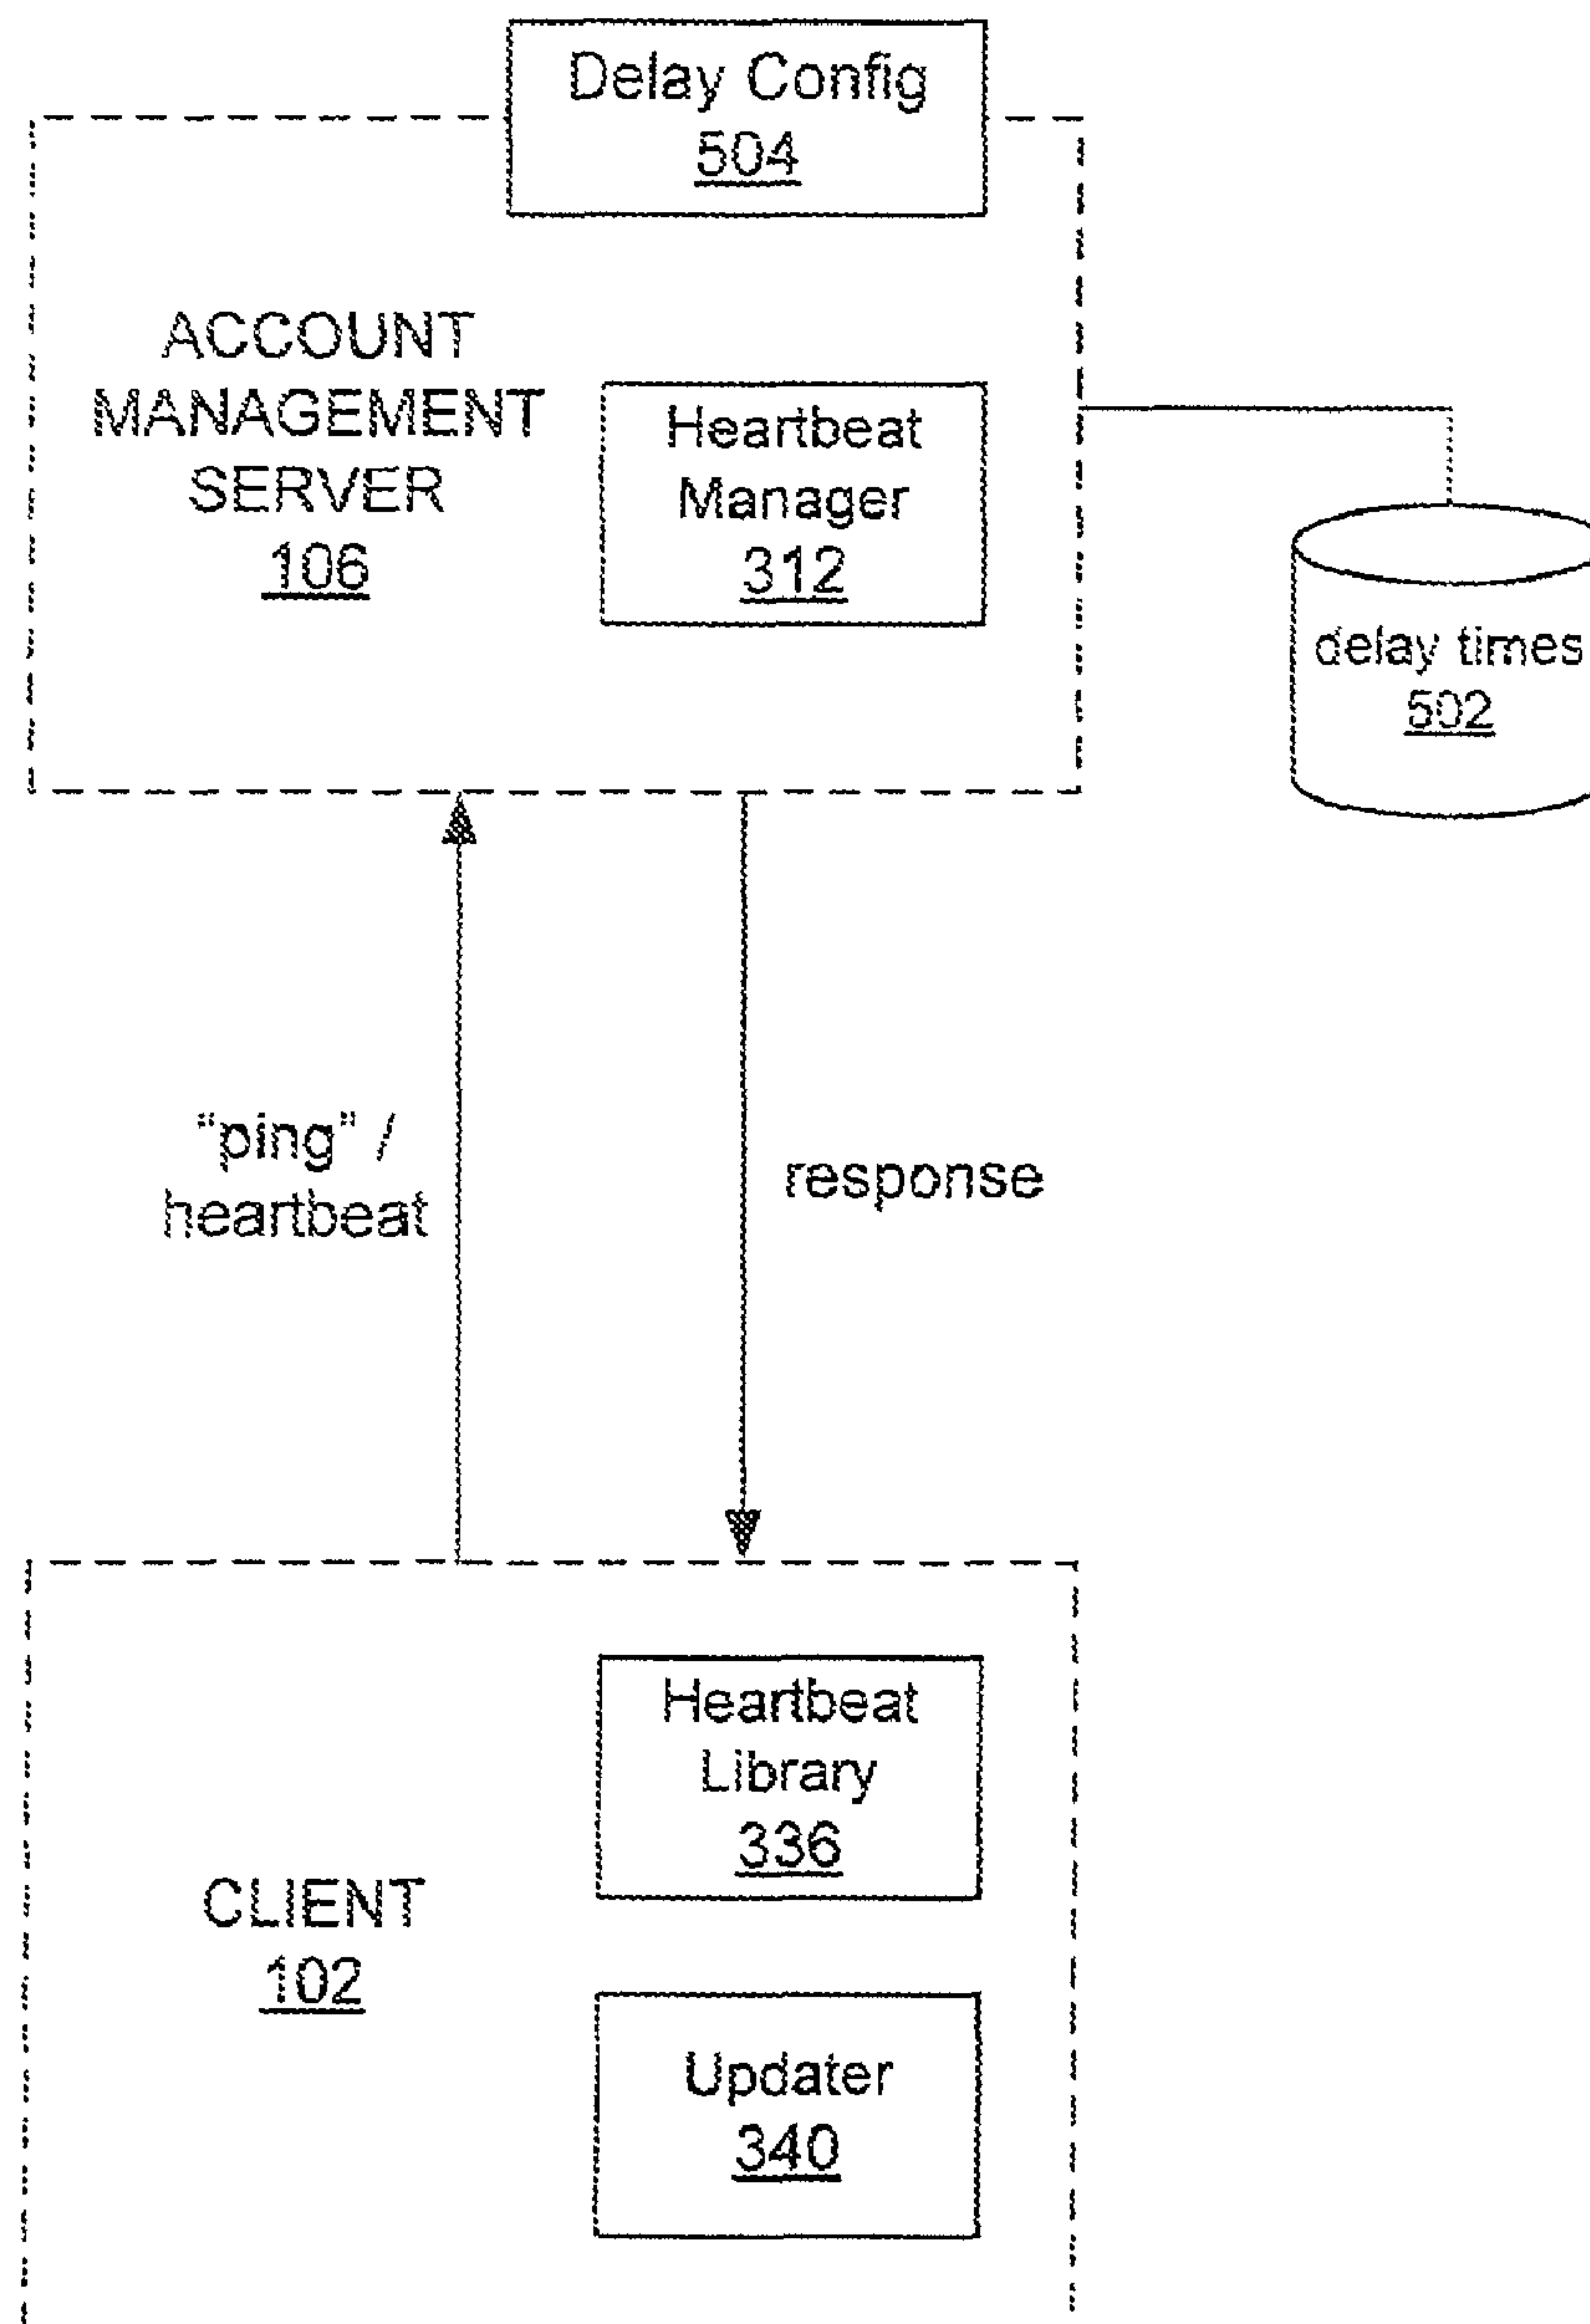 Delay Config
504
ACCOUNT
MANAGEMENT
SERVER
106
Heartbeat
Manager
312
delay times
502
"ping" /
heartbeat
response
Heartbeat
Library
336
CLIENT
102
Updater
340